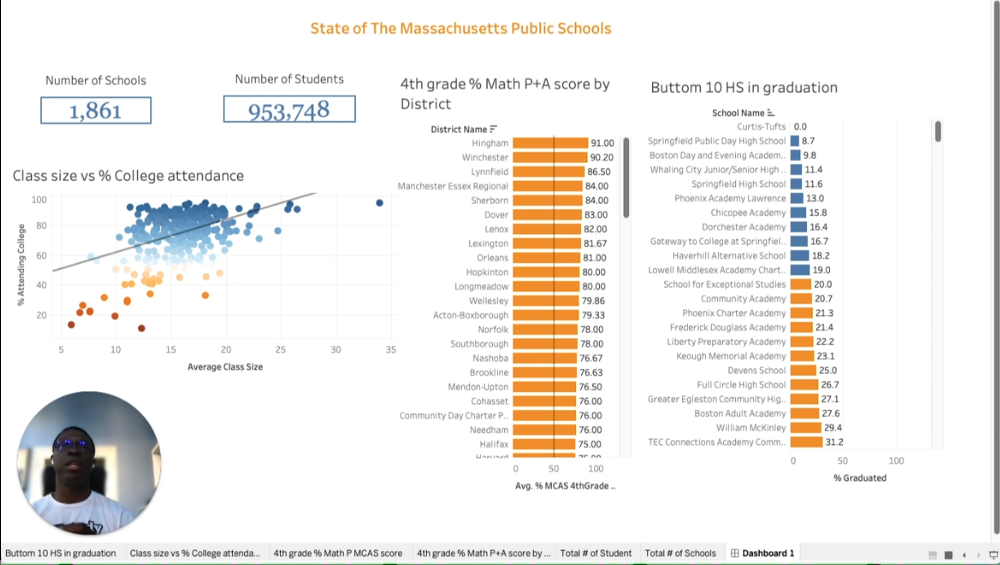 State of The Massachusetts Public Schools
Number of Schools
1,861
Number of Students
953,748
Class size vs % College attendance
% Attending College
100
80
60
40
20
5 10 15 20 25 30 35
Average Class Size
4th grade % Math P+A score by
District
District Name
Hingham 91.00
Winchester 90.20
Lynnfield 86.50
Manchester Essex Regional 84.00
Sherborn 84.00
Dover 83.00
Lenox 82.00
Lexington 81.67
Orleans 81.00
Hopkinton 80.00
Longmeadow 80.00
Wellesley 79.86
Acton-Boxborough 79.33
Norfolk 78.00
Southborough 78.00
Nashoba 76.67
Brookline 76.63
Mendon-Upton 76.50
Cohasset 76.00
Community Day Charter P.. 76.00
Needham 76.00
Halifax 75.00
0 50 100
Avg. % MCAS 4thGrade ..
Buttom 10 HS in graduation
School Name
Curtis-Tufts 0.0
Springfield Public Day High School 8.7
Boston Day and Evening Academ.. 9.8
Whaling City Junior/Senior High .. 11.4
Springfield High School 11.6
Phoenix Academy Lawrence 13.0
Chicopee Academy 15.8
Dorchester Academy 16.4
Gateway to College at Springfiel.. 16.7
Haverhill Alternative School 18.2
Lowell Middlesex Academy Chart.. 19.0
School for Exceptional Studies 20.0
Community Academy 20.7
Phoenix Charter Academy 21.3
Frederick Douglass Academy 21.4
Liberty Preparatory Academy 22.2
Keough Memorial Academy 23.1
Devens School 25.0
Full Circle High School 26.7
Greater Egleston Community Hig.. 27.1
Boston Adult Academy 27.6
William McKinley 29.4
TEC Connections Academy Comm.. 31.2
0 50 100
% Graduated
Buttom 10 HS in graduation Class size vs % College attenda... 4th grade % Math P MCAS score 4th grade % Math P+A score by ... Total # of Student Total # of Schools Dashboard 1